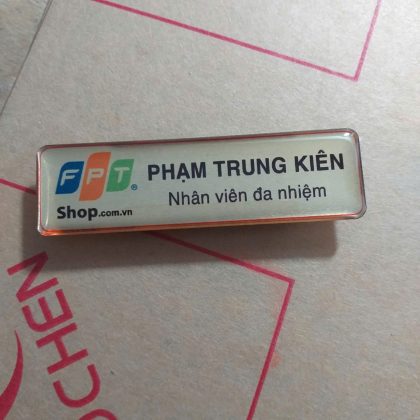 FPT®
Shop.com.vn
PHẠM TRUNG KIÊN
Nhân viên đa nhiệm
CHEN